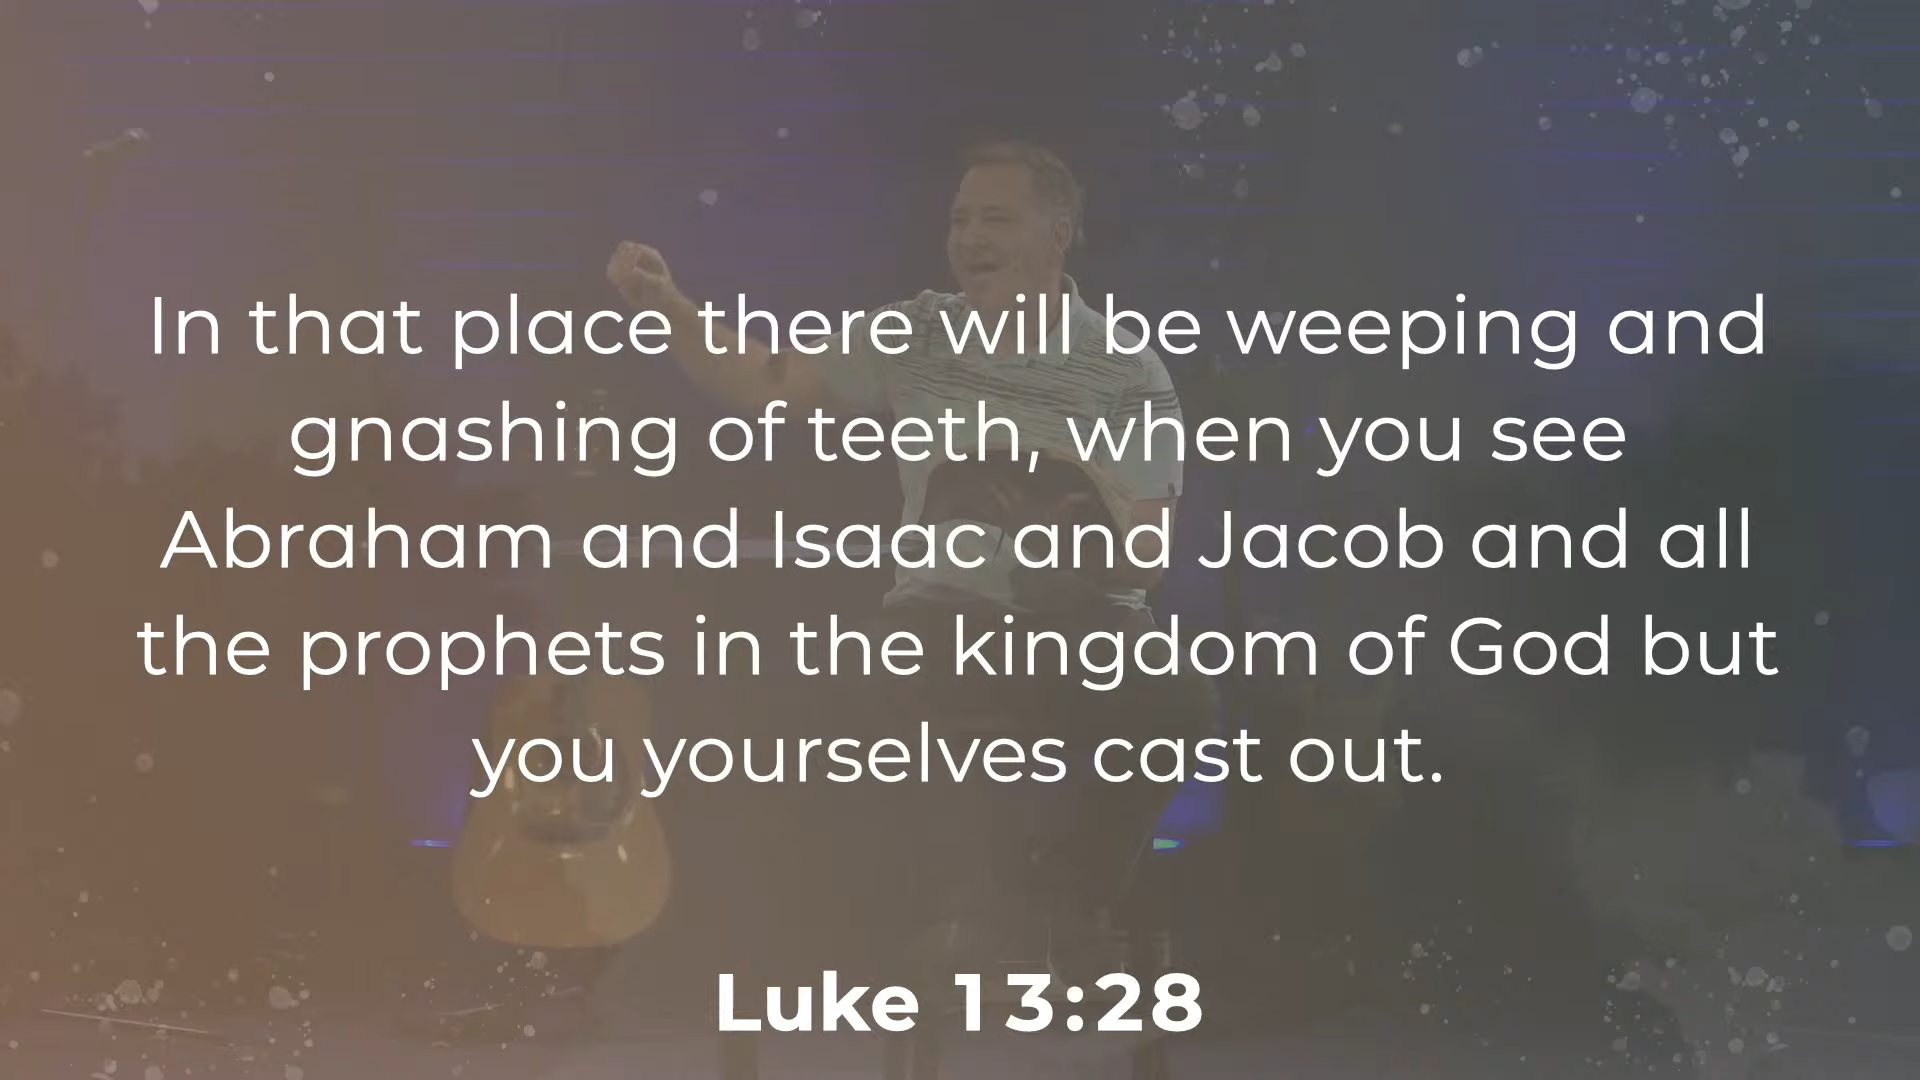 In that place there will be weeping and
gnashing of teeth, when you see
Abraham and Isaac and Jacob and all
the prophets in the kingdom of God but
you yourselves cast out.
Luke 13:28